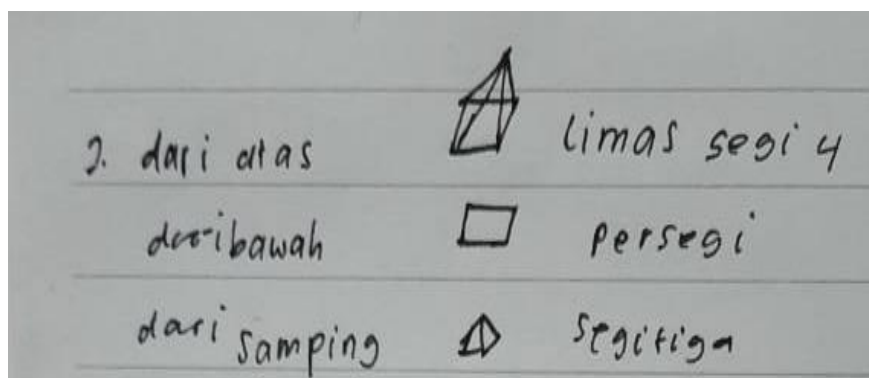 2. dari atas limas segi 4
dari bawah persegi
dari samping segitiga